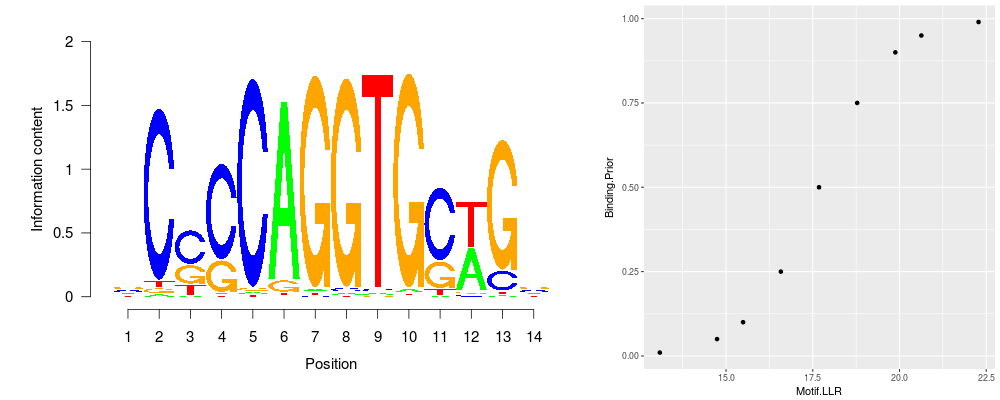 2
1.5
1
0.5
0
Information content
1 2 3 4 5 6 7 8 9 10 11 12 13 14
Position
C C G T C G C A G G G T G C G T A G C
1.00
0.75
0.50
0.25
0.00
Binding.Prior
15.0 17.5 20.0 22.5
Motif.LLR